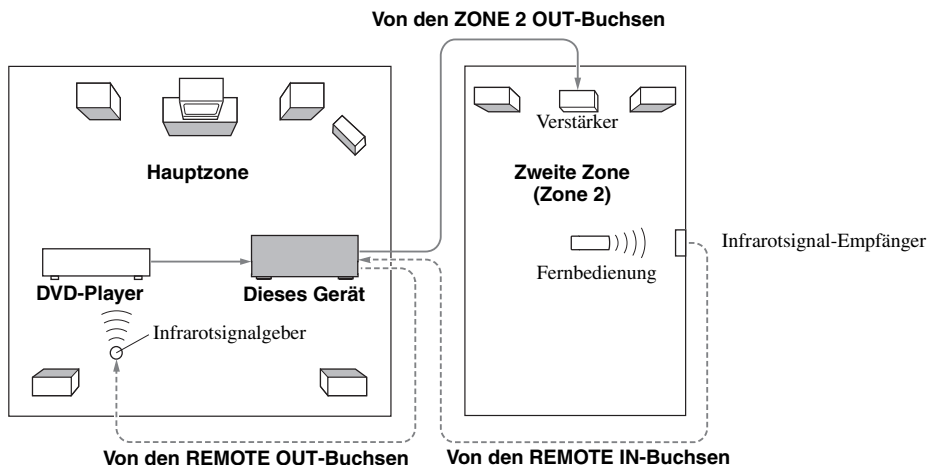 Von den ZONE 2 OUT-Buchsen
Verstärker
Hauptzone
Zweite Zone
(Zone 2)
Infrarotsignal-Empfänger
Fernbedienung
DVD-Player
Dieses Gerät
Infrarotsignalgeber
Von den REMOTE OUT-Buchsen
Von den REMOTE IN-Buchsen